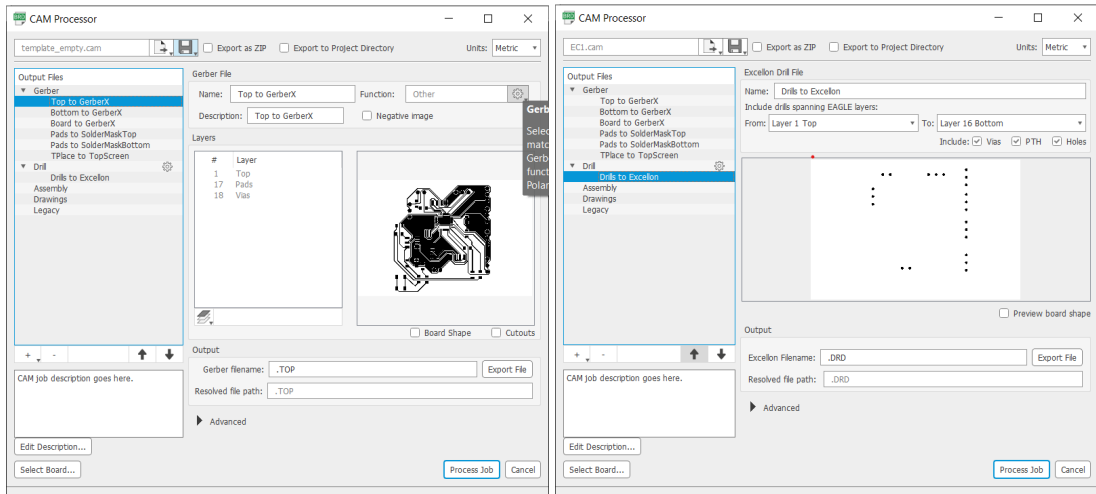 CAM Processor
template_empty.cam
Export as ZIP
Export to Project Directory
Units: Metric
Output Files
Gerber
Top to GerberX
Bottom to GerberX
Board to GerberX
Pads to SolderMaskTop
Pads to SolderMaskBottom
TPlace to TopScreen
Drill
Drills to Excellon
Assembly
Drawings
Legacy
+ -
CAM job description goes here.
Edit Description...
Select Board...
Gerber File
Name: Top to GerberX Function: Other
Description: Top to GerberX Negative image
Gerb
Selec
matc
Gerb
funct
Polar
Layers
# Layer
1 Top
17 Pads
18 Vias
Board Shape Cutouts
Output
Gerber filename: .TOP Export File
Resolved file path: .TOP
Advanced
Process Job Cancel
CAM Processor
EC1.cam
Export as ZIP
Export to Project Directory
Units: Metric
Output Files
Gerber
Top to GerberX
Bottom to GerberX
Board to GerberX
Pads to SolderMaskTop
Pads to SolderMaskBottom
TPlace to TopScreen
Drill
Drills to Excellon
Assembly
Drawings
Legacy
+ -
CAM job description goes here.
Edit Description...
Select Board...
Excellon Drill File
Name: Drills to Excellon
Include drills spanning EAGLE layers:
From: Layer 1 Top To: Layer 16 Bottom
Include: Vias PTH Holes
Preview board shape
Output
Excellon Filename: .DRD Export File
Resolved file path: .DRD
Advanced
Process Job Cancel